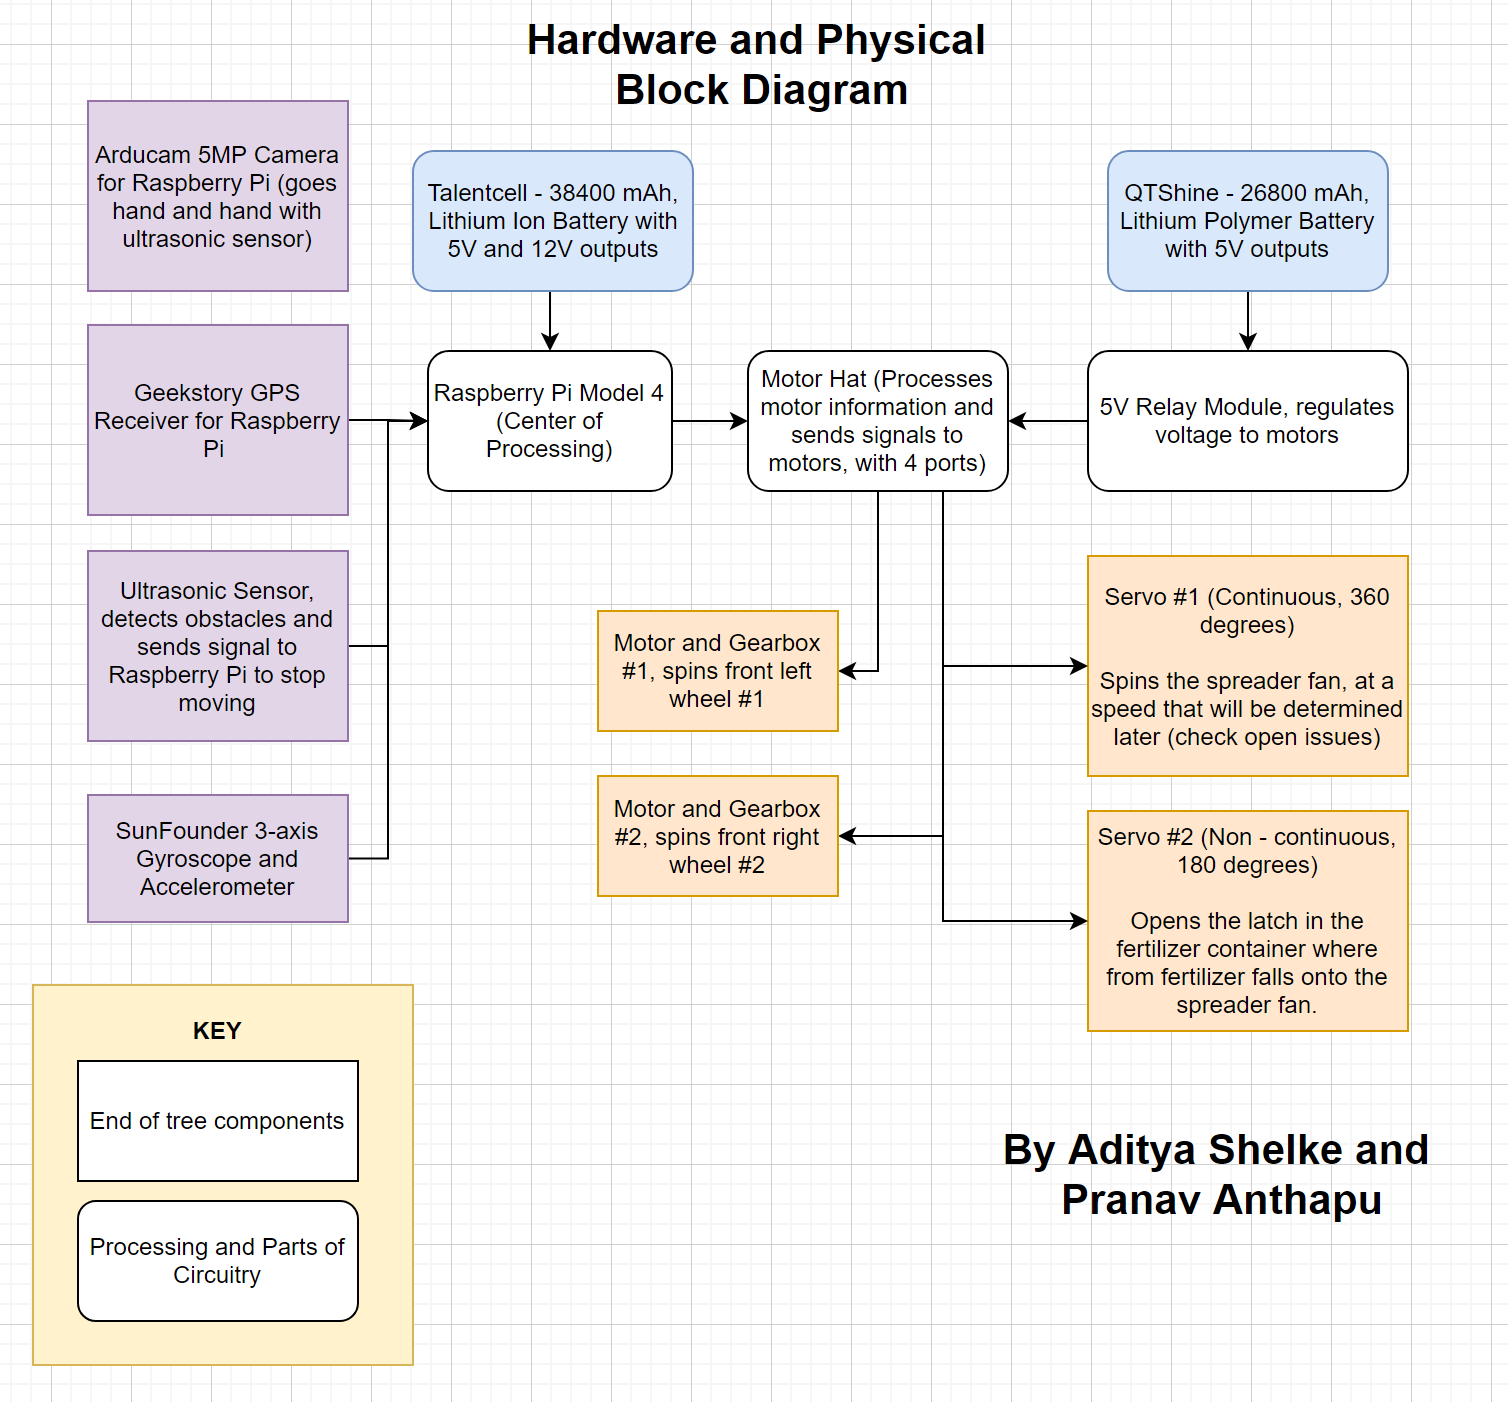 Hardware and Physical
Block Diagram
Arducam 5MP Camera
for Raspberry Pi (goes
hand and hand with
ultrasonic sensor)
Talentcell - 38400 mAh,
Lithium Ion Battery with
5V and 12V outputs
QTShine - 26800 mAh,
Lithium Polymer Battery
with 5V outputs
Geekstory GPS
Receiver for Raspberry
Pi
Raspberry Pi Model 4
(Center of
Processing)
Motor Hat (Processes
motor information and
sends signals to
motors, with 4 ports)
5V Relay Module, regulates
voltage to motors
Ultrasonic Sensor,
detects obstacles and
sends signal to
Raspberry Pi to stop
moving
Motor and Gearbox
#1, spins front left
wheel #1
Servo #1 (Continuous, 360
degrees)
Spins the spreader fan, at a
speed that will be determined
later (check open issues)
SunFounder 3-axis
Gyroscope and
Accelerometer
Motor and Gearbox
#2, spins front right
wheel #2
Servo #2 (Non - continuous,
180 degrees)
Opens the latch in the
fertilizer container where
from fertilizer falls onto the
spreader fan.
KEY
End of tree components
Processing and Parts of
Circuitry
By Aditya Shelke and
Pranav Anthapu